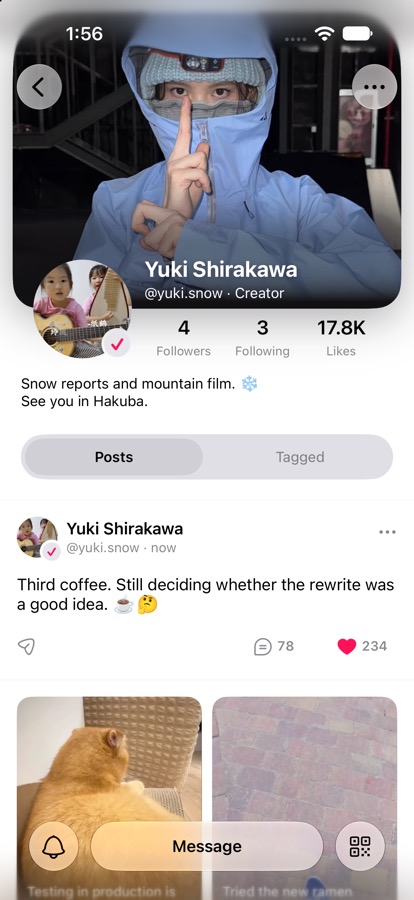 1:56
Yuki Shirakawa
@yuki.snow · Creator
4
3
17.8K
Followers
Following
Likes
Snow reports and mountain film. ❄️
See you in Hakuba.
Posts
Tagged
Yuki Shirakawa
@yuki.snow · now
Third coffee. Still deciding whether the rewrite was
a good idea. ☕🤔
78
234
Message
Testing in production is
Tried the new ramen